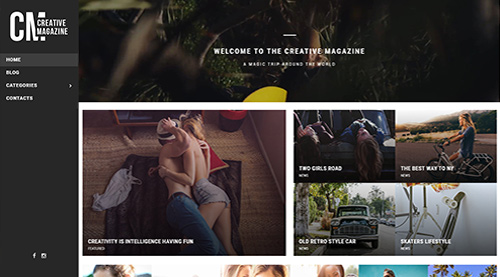 CN:
CREATIVE
MAGAZINE
HOME
BLOG
CATEGORIES
CONTACTS
WELCOME TO THE CREATIVE MAGAZINE
A MAGIC TRIP AROUND THE WORLD
CREATIVITY IS INTELLIGENCE HAVING FUN
FEATURED
TWO GIRLS ROAD
NEWS
THE BEST WAY TO NY
NEWS
OLD RETRO STYLE CAR
NEWS
SKATERS LIFESTYLE
NEWS